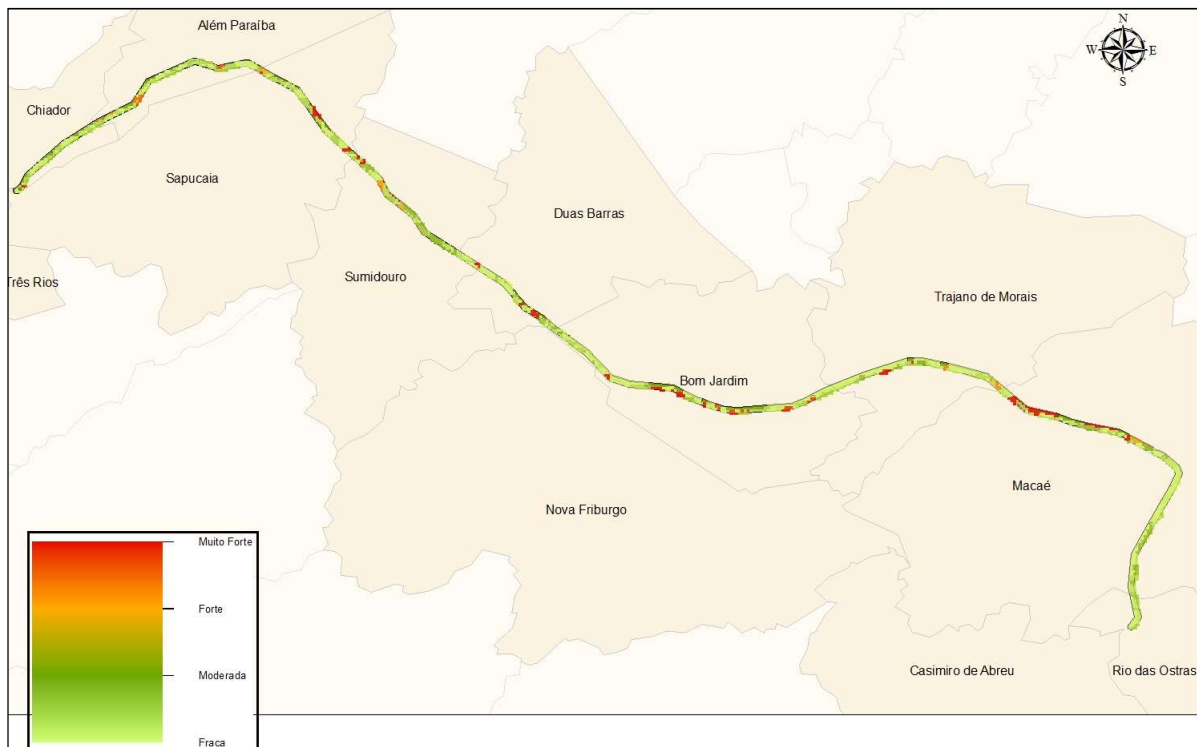 Além Paraíba
N
W
E
S
Chiador
Sapucaia
Duas Barras
Três Rios
Sumidouro
Trajano de Morais
Bom Jardim
Macaé
Nova Friburgo
Muito Forte
Forte
Moderada
Fraca
Casimiro de Abreu
Rio das Ostras